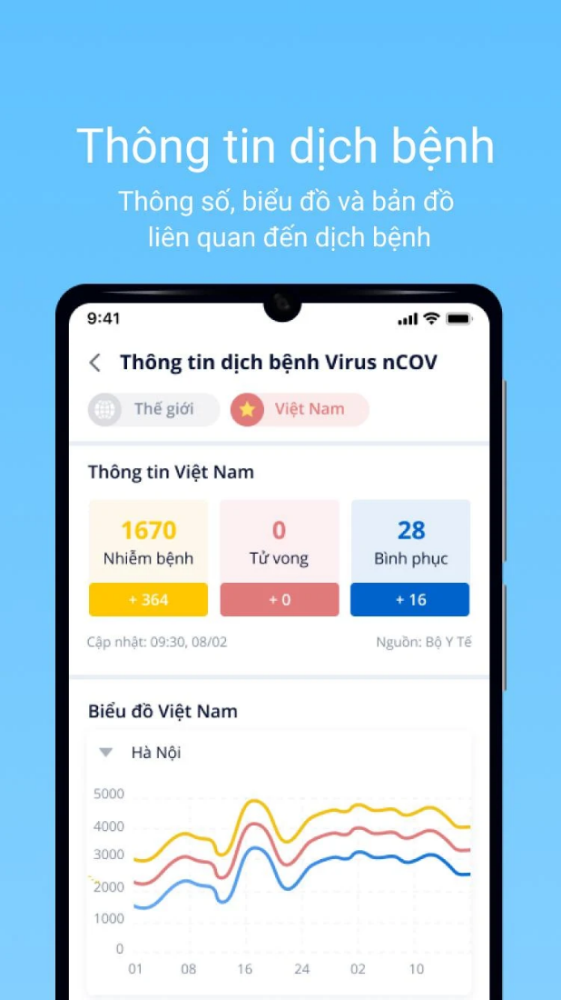 Thông tin dịch bệnh
Thông số, biểu đồ và bản đồ
liên quan đến dịch bệnh
9:41
Thông tin dịch bệnh Virus nCOV
Thế giới
Việt Nam
Thông tin Việt Nam
1670
Nhiễm bệnh
+ 364
0
Tử vong
+ 0
28
Bình phục
+ 16
Cập nhật: 09:30, 08/02
Nguồn: Bộ Y Tế
Biểu đồ Việt Nam
Hà Nội
5000
4000
3000
2000
1000
0
01 08 16 24 02 10